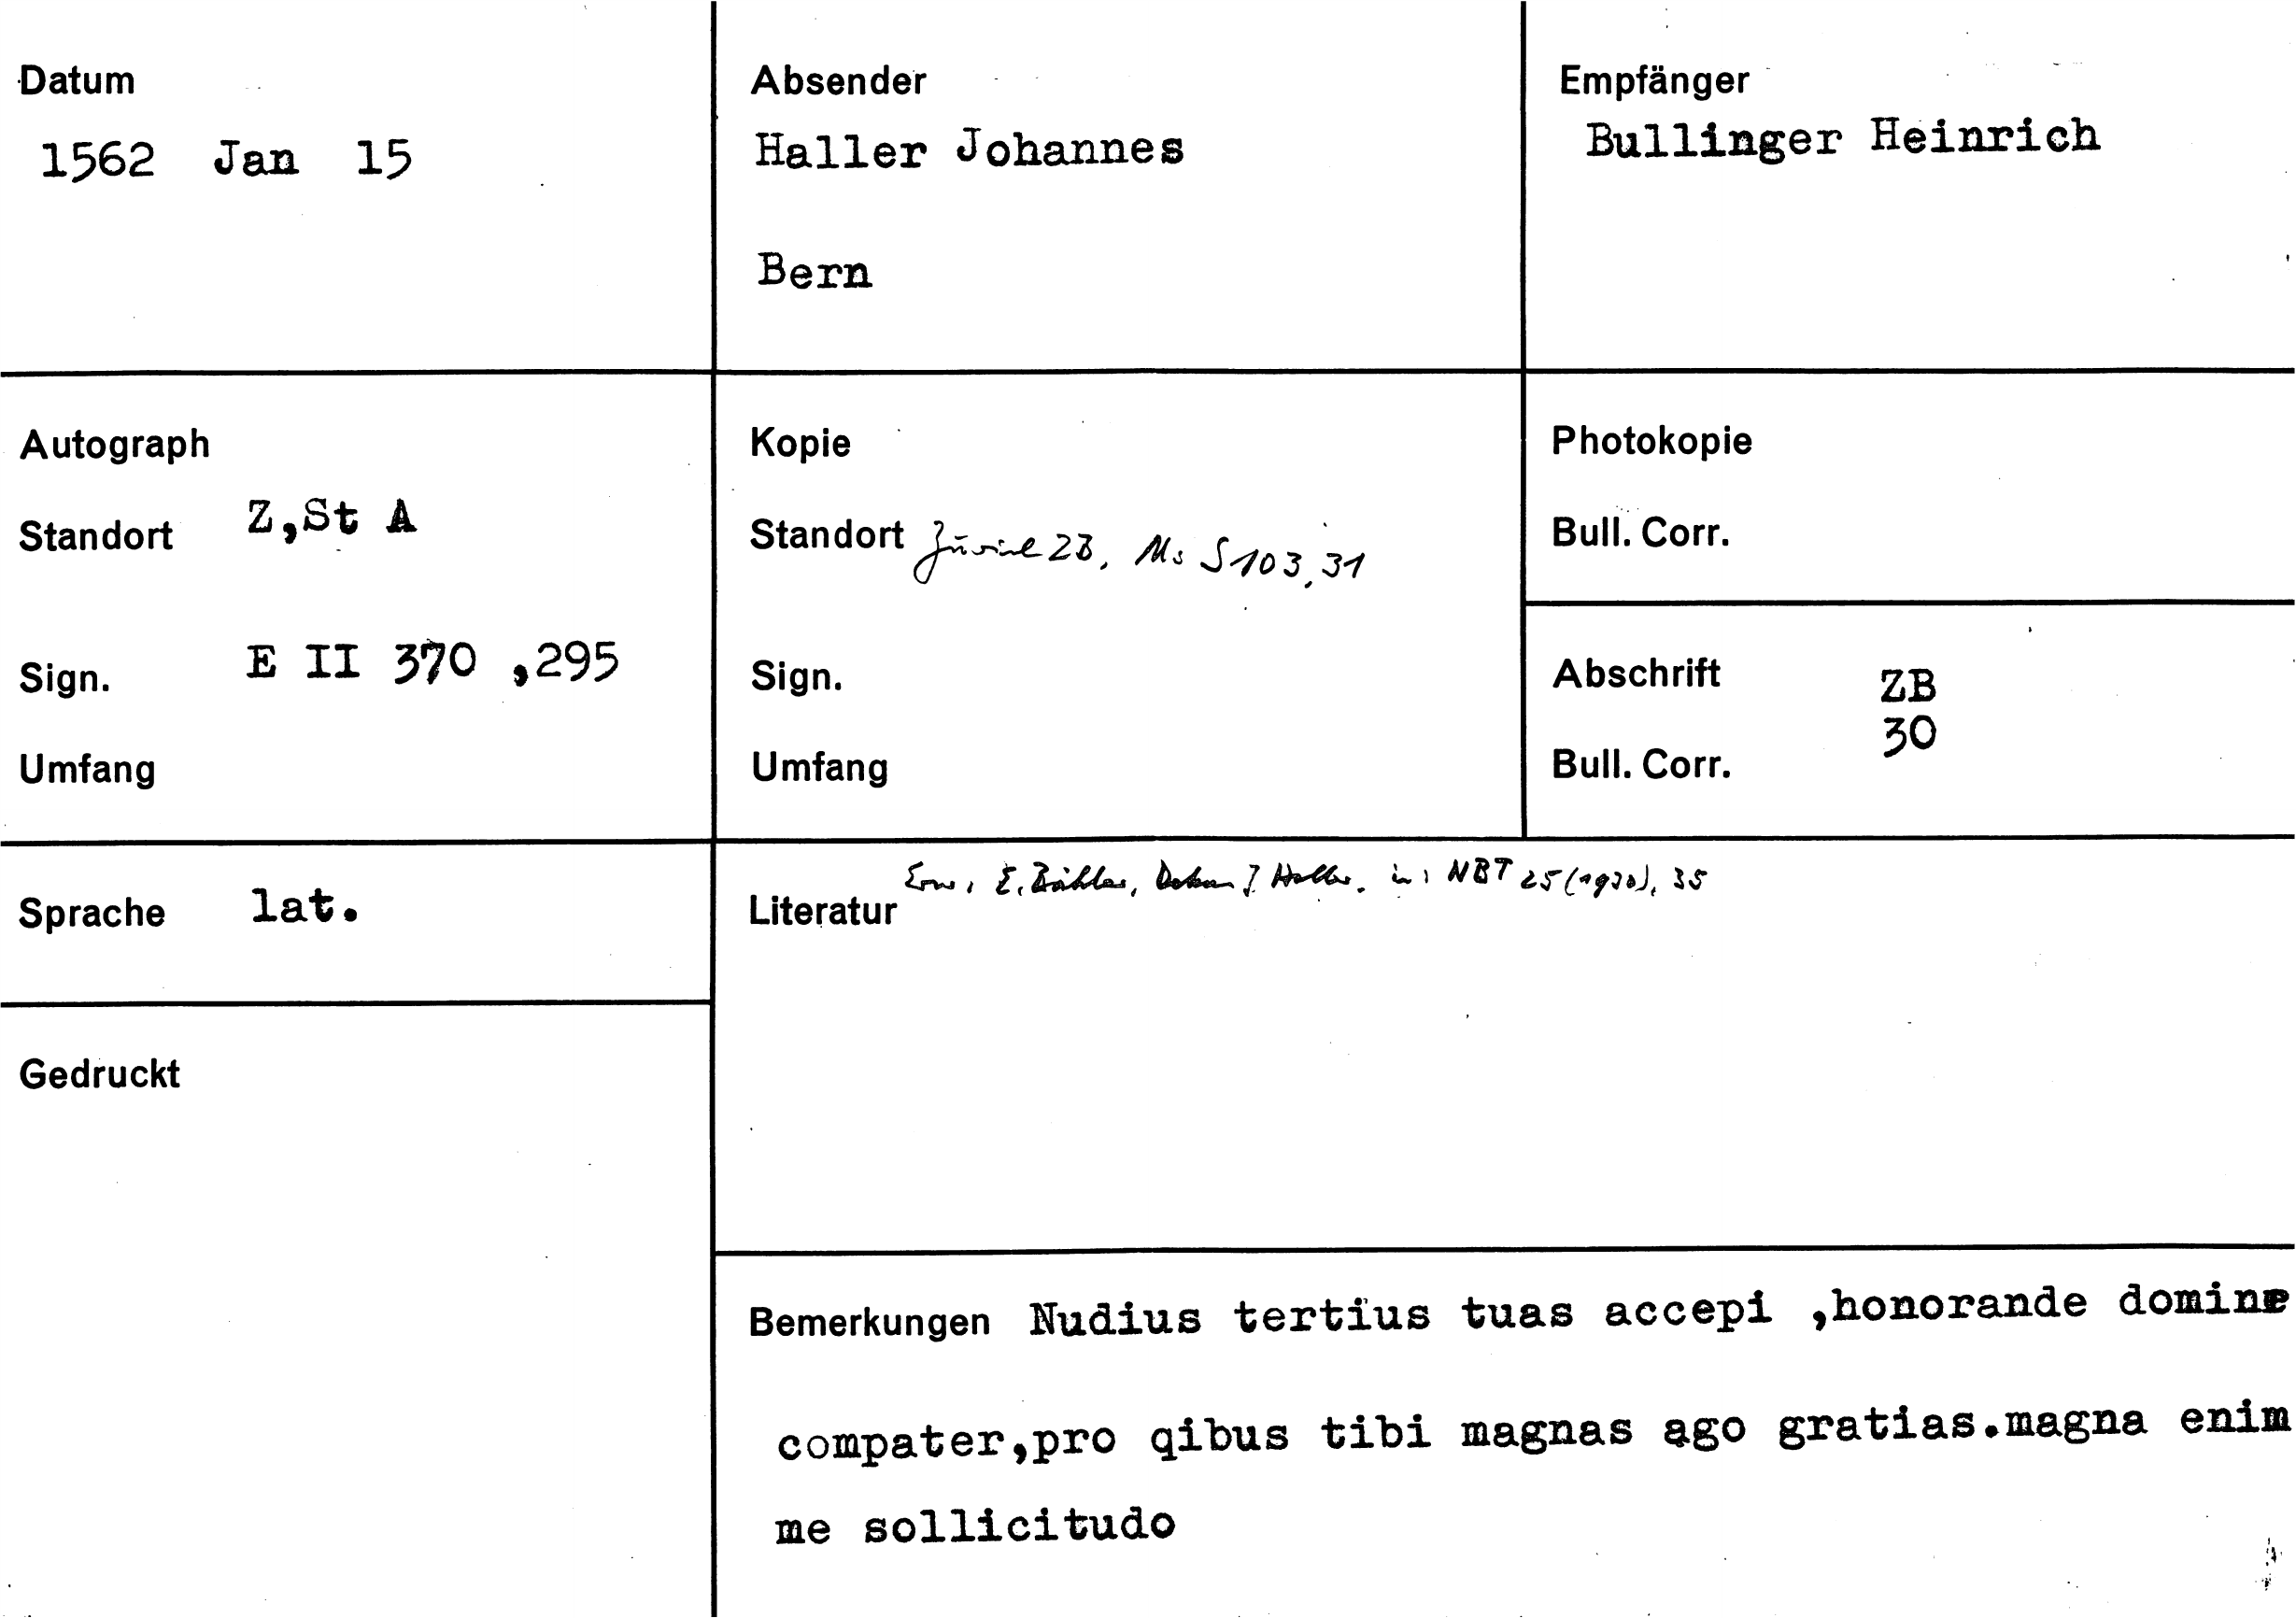 Datum
1562 Jan 15
Absender
Haller Johannes
Bern
Empfänger
Bullinger Heinrich
Autograph
Standort Z,St A
Sign. E II 370 ,295
Umfang
Kopie
Standort Zürich ZB, Ms S 103, 31
Sign.
Umfang
Photokopie
Bull. Corr.
Abschrift ZB
30
Bull. Corr.
Sprache lat.
Gedruckt
Literatur E. Bähler, Dekan J. Haller. in: NBT 25 (1920), 35
Bemerkungen Nudius tertius tuas accepi ,honorande domine
compater,pro qibus tibi magnas ago gratias.magna enim
me sollicitudo